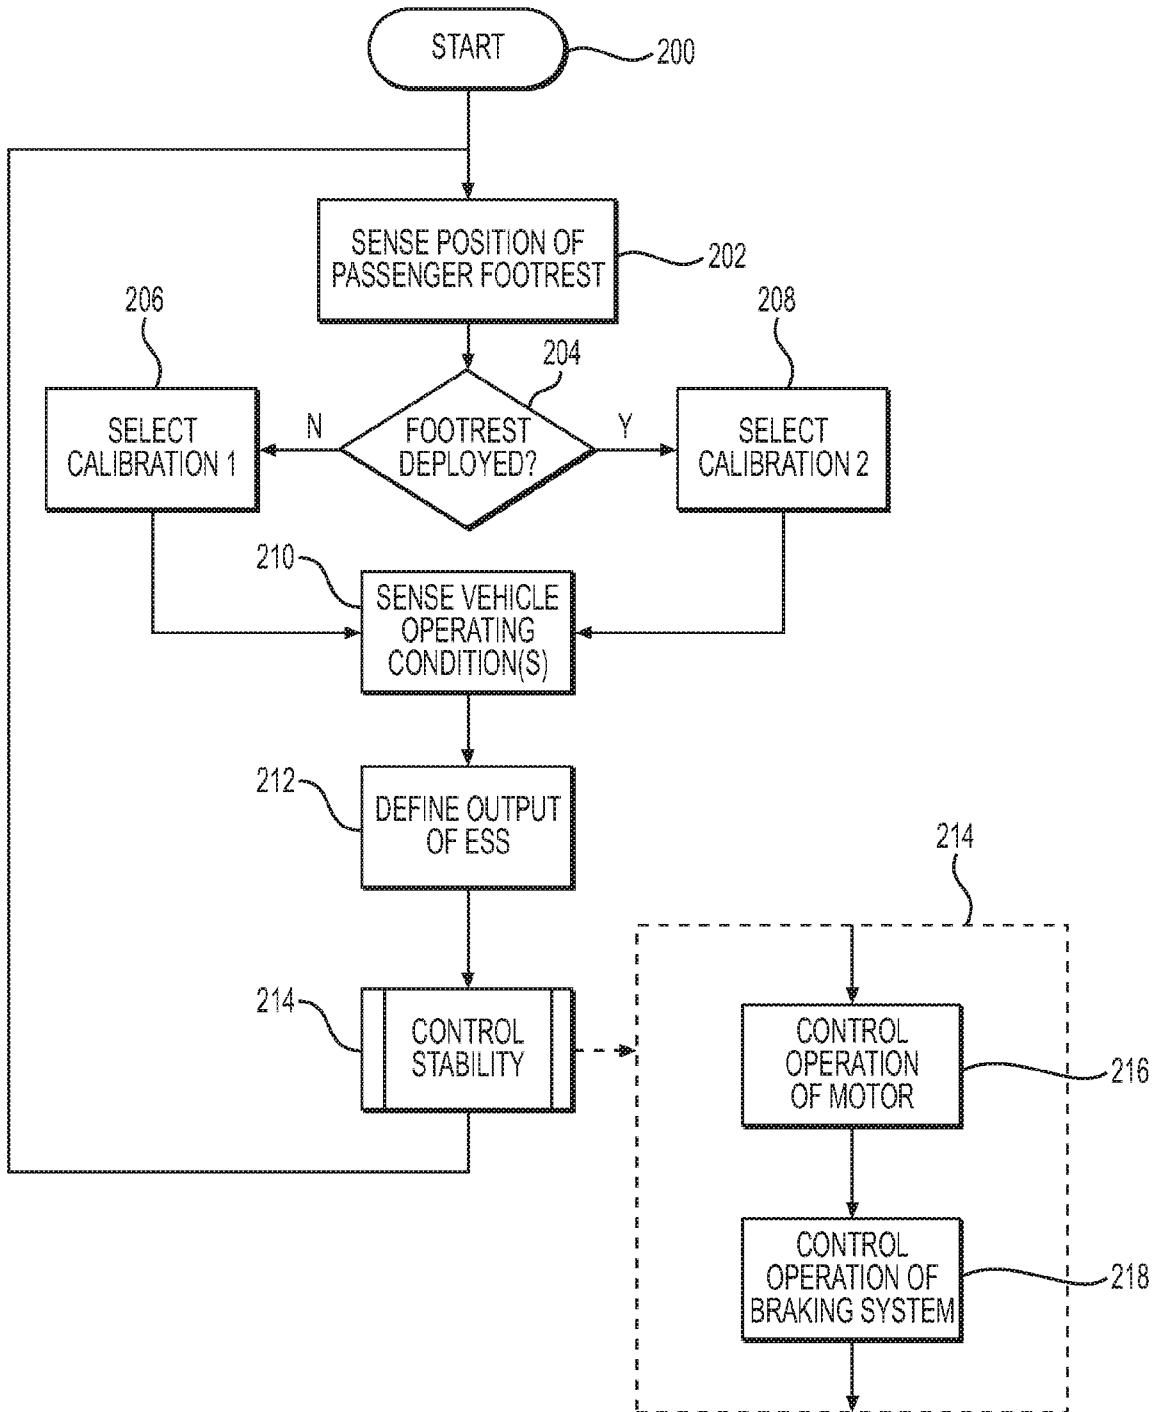 START
200
SENSE POSITION OF
PASSENGER FOOTREST
202
206
208
204
SELECT
CALIBRATION 1
N
FOOTREST
DEPLOYED?
Y
SELECT
CALIBRATION 2
210
SENSE VEHICLE
OPERATING
CONDITION(S)
212
DEFINE OUTPUT
OF ESS
214
214
CONTROL
STABILITY
CONTROL
OPERATION
OF MOTOR
216
CONTROL
OPERATION OF
BRAKING SYSTEM
218